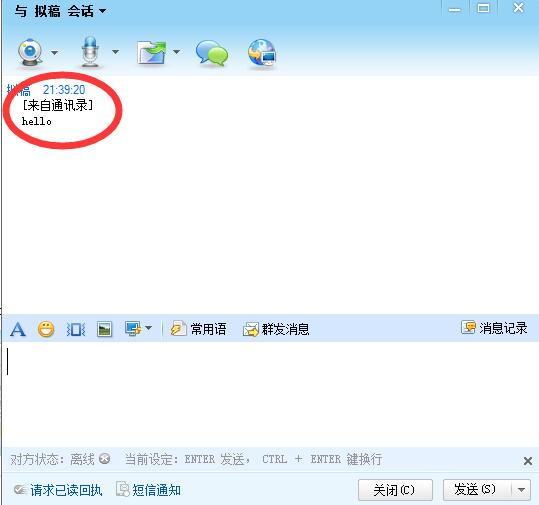 与 拟稿 会话
拟稿 21:39:20
[来自通讯录]
hello
常用语 群发消息 消息记录
对方状态：离线 当前设定：ENTER 发送， CTRL + ENTER 键换行
请求已读回执 短信通知 关闭(C) 发送(S)